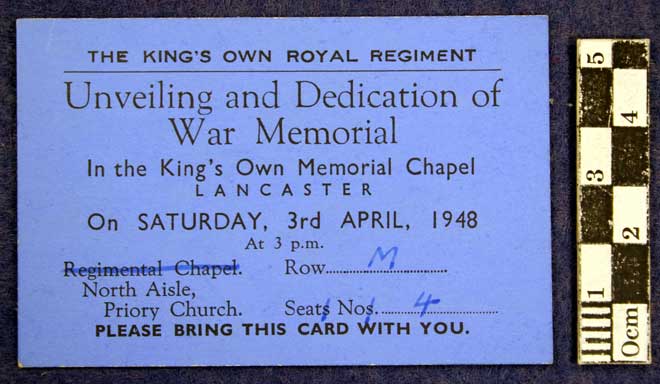 THE KING'S OWN ROYAL REGIMENT
Unveiling and Dedication of
War Memorial
In the King's Own Memorial Chapel
LANCASTER
On SATURDAY, 3rd APRIL, 1948
At 3 p.m.
Regimental Chapel. Row M
North Aisle,
Priory Church. Seats Nos. 4
PLEASE BRING THIS CARD WITH YOU.
5
4
3
2
1
0cm